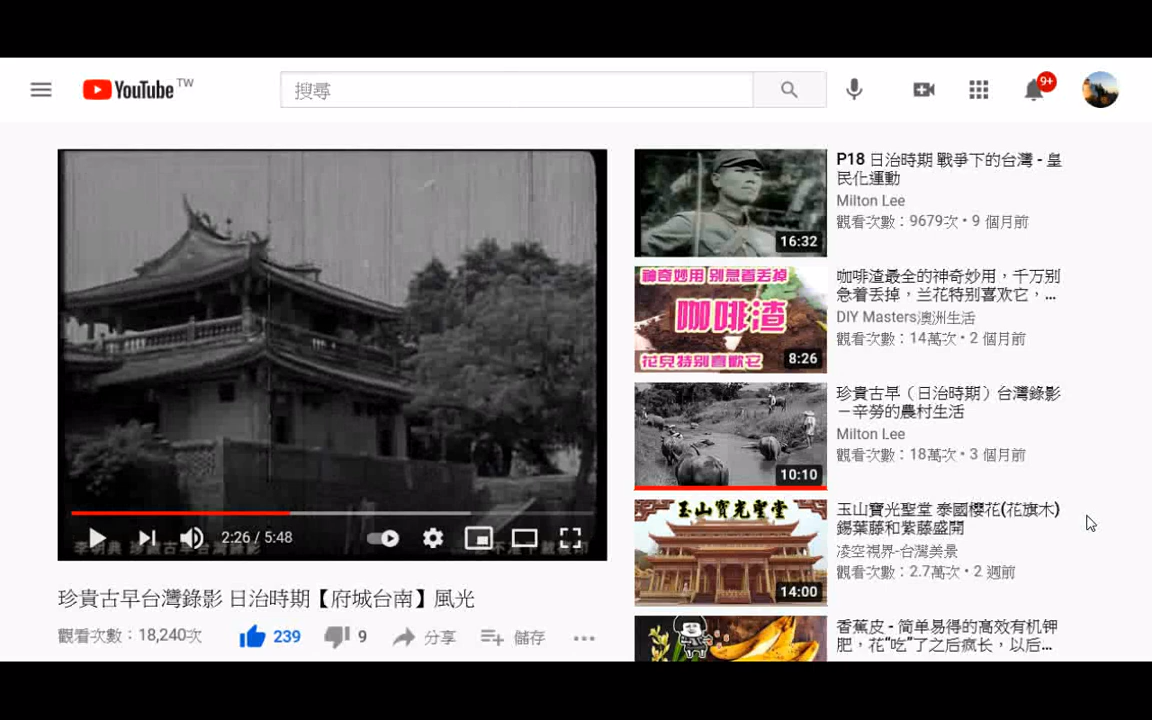 YouTube TW
搜尋
9+
2:26 / 5:48
珍貴古早台灣錄影 日治時期【府城台南】風光
觀看次數：18,240次
239
9
分享
儲存
16:32
P18 日治時期 戰爭下的台灣 - 皇
民化運動
Milton Lee
觀看次數：9679次 • 9 個月前
神奇妙用 别急着丢掉
咖啡渣
8:26
咖啡渣最全的神奇妙用，千万别
急着丢掉，兰花特别喜欢它，...
DIY Masters澳洲生活
觀看次數：14萬次 • 2 個月前
10:10
珍貴古早（日治時期）台灣錄影
－辛勞的農村生活
Milton Lee
觀看次數：18萬次 • 3 個月前
玉山寶光聖堂
14:00
玉山寶光聖堂 泰國櫻花(花旗木)
錫葉藤和紫藤盛開
凌空視界-台灣美景
觀看次數：2.7萬次 • 2 週前
香蕉皮 - 简单易得的高效有机钾
肥，花“吃”了之后疯长，以后...